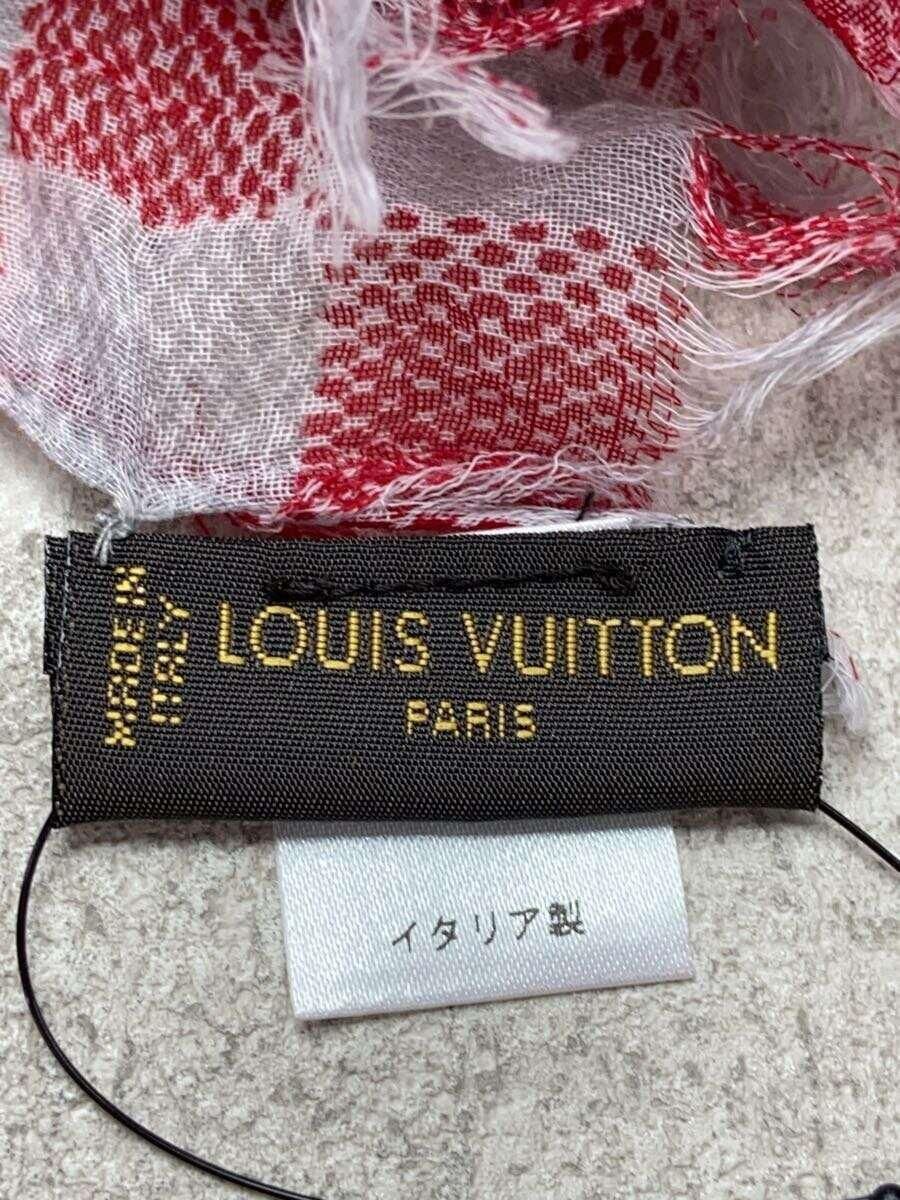 MADE IN
ITALY
LOUIS VUITTON
PARIS
イタリア製